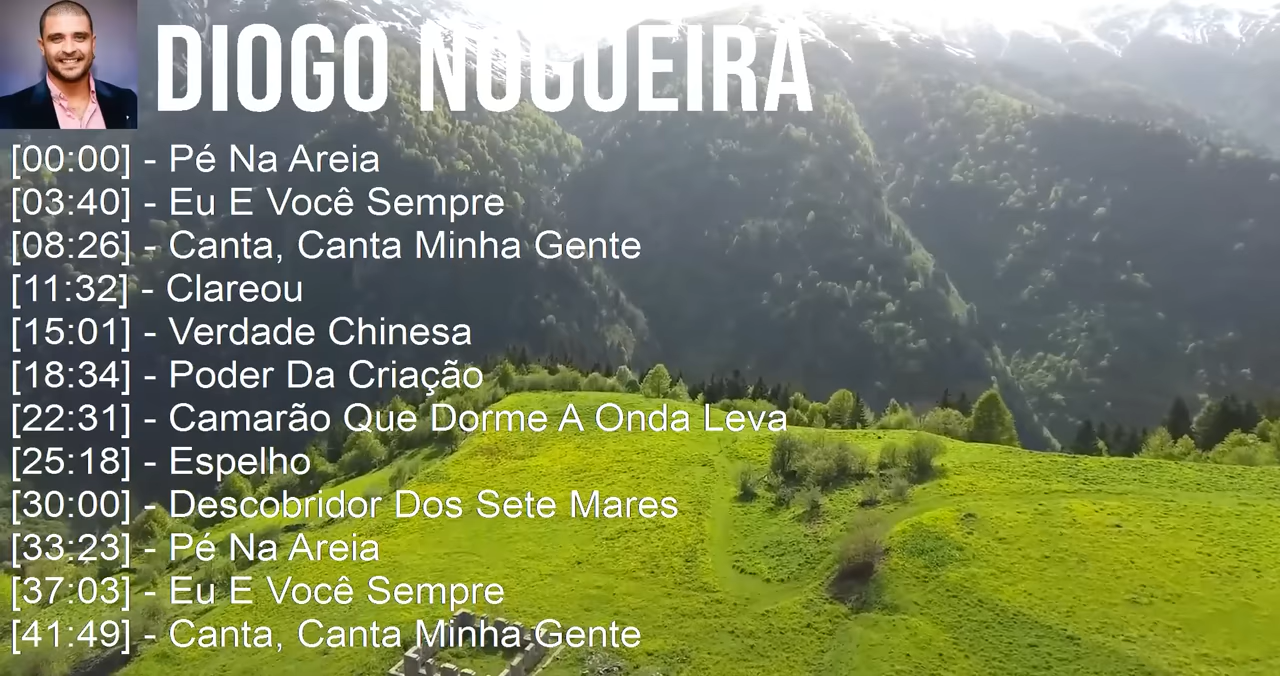 DIOGO NOGUEIRA
[00:00] - Pé Na Areia
[03:40] - Eu E Você Sempre
[08:26] - Canta, Canta Minha Gente
[11:32] - Clareou
[15:01] - Verdade Chinesa
[18:34] - Poder Da Criação
[22:31] - Camarão Que Dorme A Onda Leva
[25:18] - Espelho
[30:00] - Descobridor Dos Sete Mares
[33:23] - Pé Na Areia
[37:03] - Eu E Você Sempre
[41:49] - Canta, Canta Minha Gente